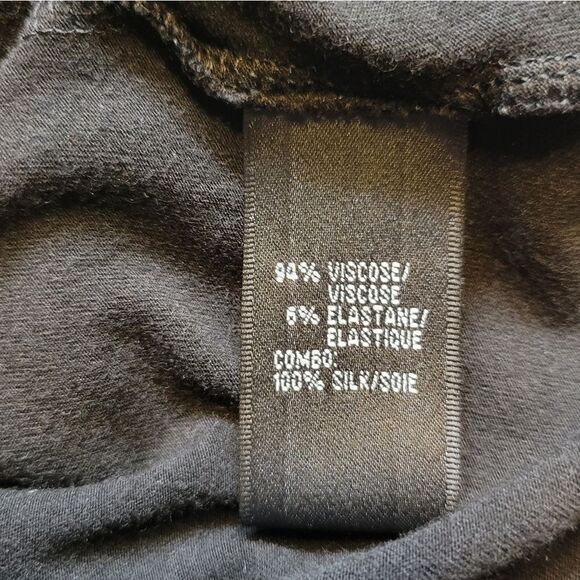 94% VISCOSE/
VISCOSE
6% ELASTANE/
ELASTIQUE
COMBO:
100% SILK/SOIE